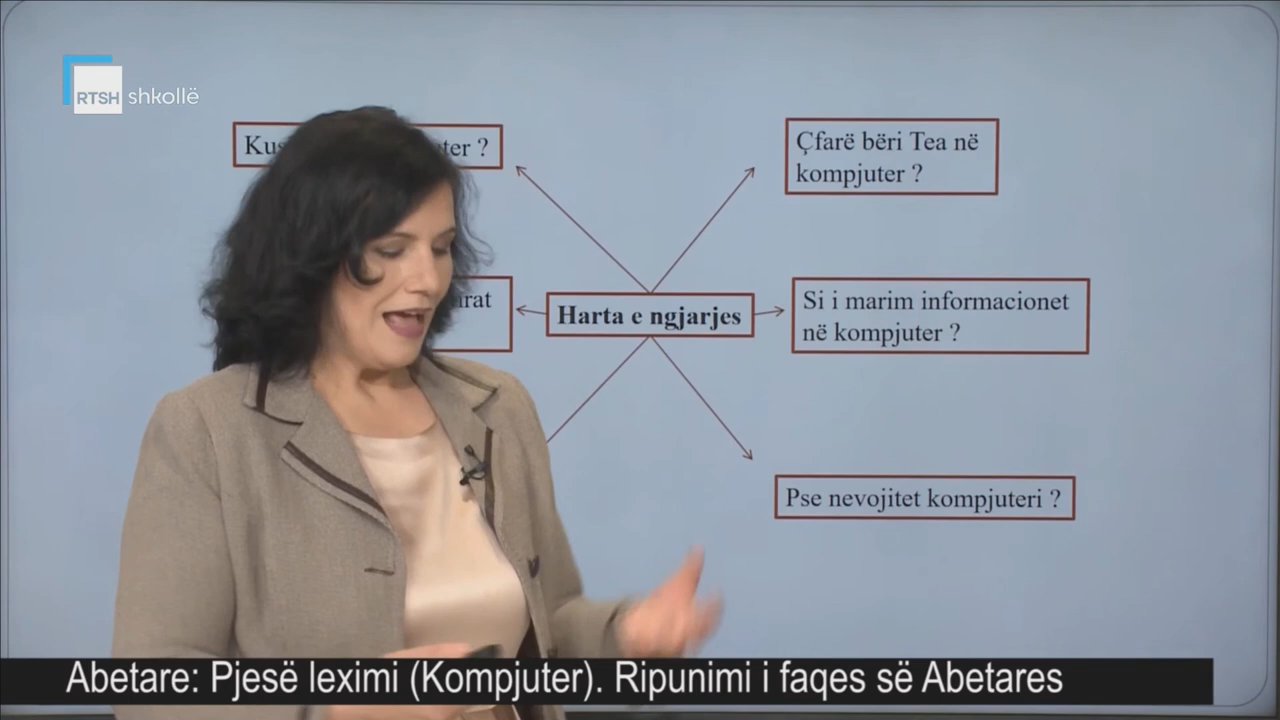 RTSH shkollë
?
Çfarë bëri Tea në
kompjuter ?
Harta e ngjarjes
Si i marim informacionet
në kompjuter ?
Pse nevojitet kompjuteri ?
Abetare: Pjesë leximi (Kompjuter). Ripunimi i faqes së Abetares